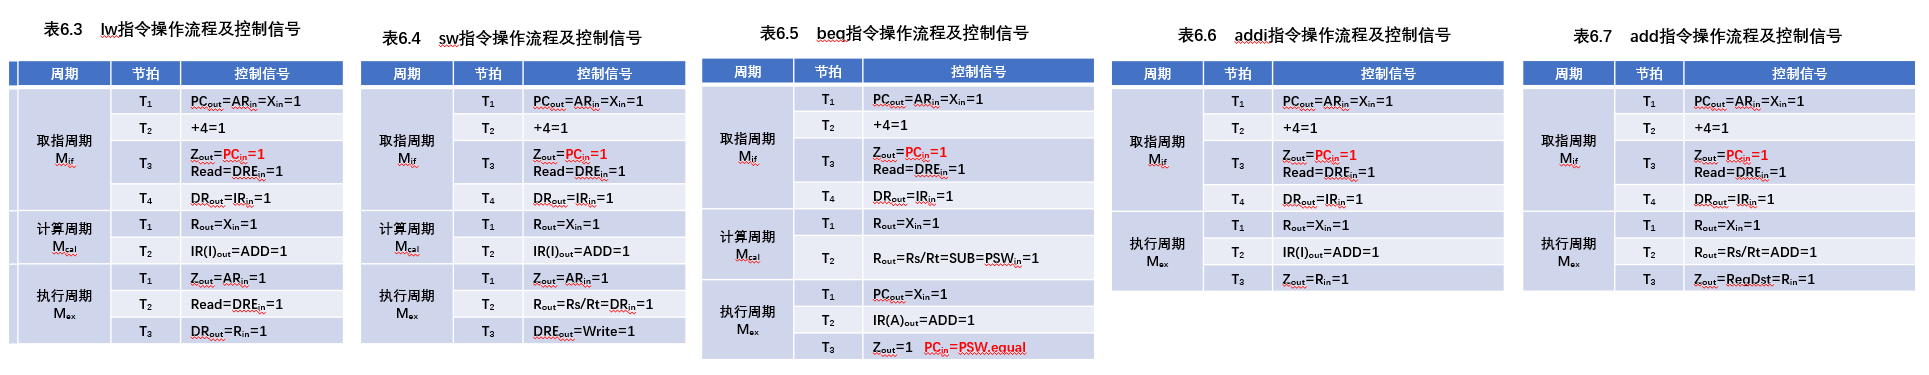 表6.3 lw指令操作流程及控制信号
周期 节拍 控制信号
取指周期
Mif
T₁ PCout=ARin=Xin=1
T₂ +4=1
T₃ Zout=PCin=1
Read=DREin=1
T₄ DRout=IRin=1
计算周期
Mcal
T₁ Rout=Xin=1
T₂ IR(I)out=ADD=1
执行周期
Mex
T₁ Zout=ARin=1
T₂ Read=DREin=1
T₃ DRout=Rin=1
表6.4 sw指令操作流程及控制信号
周期 节拍 控制信号
取指周期
Mif
T₁ PCout=ARin=Xin=1
T₂ +4=1
T₃ Zout=PCin=1
Read=DREin=1
T₄ DRout=IRin=1
计算周期
Mcal
T₁ Rout=Xin=1
T₂ IR(I)out=ADD=1
执行周期
Mex
T₁ Zout=ARin=1
T₂ Rout=Rs/Rt=DRin=1
T₃ DREout=Write=1
表6.5 beq指令操作流程及控制信号
周期 节拍 控制信号
取指周期
Mif
T₁ PCout=ARin=Xin=1
T₂ +4=1
T₃ Zout=PCin=1
Read=DREin=1
T₄ DRout=IRin=1
计算周期
Mcal
T₁ Rout=Xin=1
T₂ Rout=Rs/Rt=SUB=PSWin=1
执行周期
Mex
T₁ PCout=Xin=1
T₂ IR(A)out=ADD=1
T₃ Zout=1 PCin=PSW.equal
表6.6 addi指令操作流程及控制信号
周期 节拍 控制信号
取指周期
Mif
T₁ PCout=ARin=Xin=1
T₂ +4=1
T₃ Zout=PCin=1
Read=DREin=1
T₄ DRout=IRin=1
执行周期
Mex
T₁ Rout=Xin=1
T₂ IR(I)out=ADD=1
T₃ Zout=Rin=1
表6.7 add指令操作流程及控制信号
周期 节拍 控制信号
取指周期
Mif
T₁ PCout=ARin=Xin=1
T₂ +4=1
T₃ Zout=PCin=1
Read=DREin=1
T₄ DRout=IRin=1
执行周期
Mex
T₁ Rout=Xin=1
T₂ Rout=Rs/Rt=ADD=1
T₃ Zout=RegDst=Rin=1